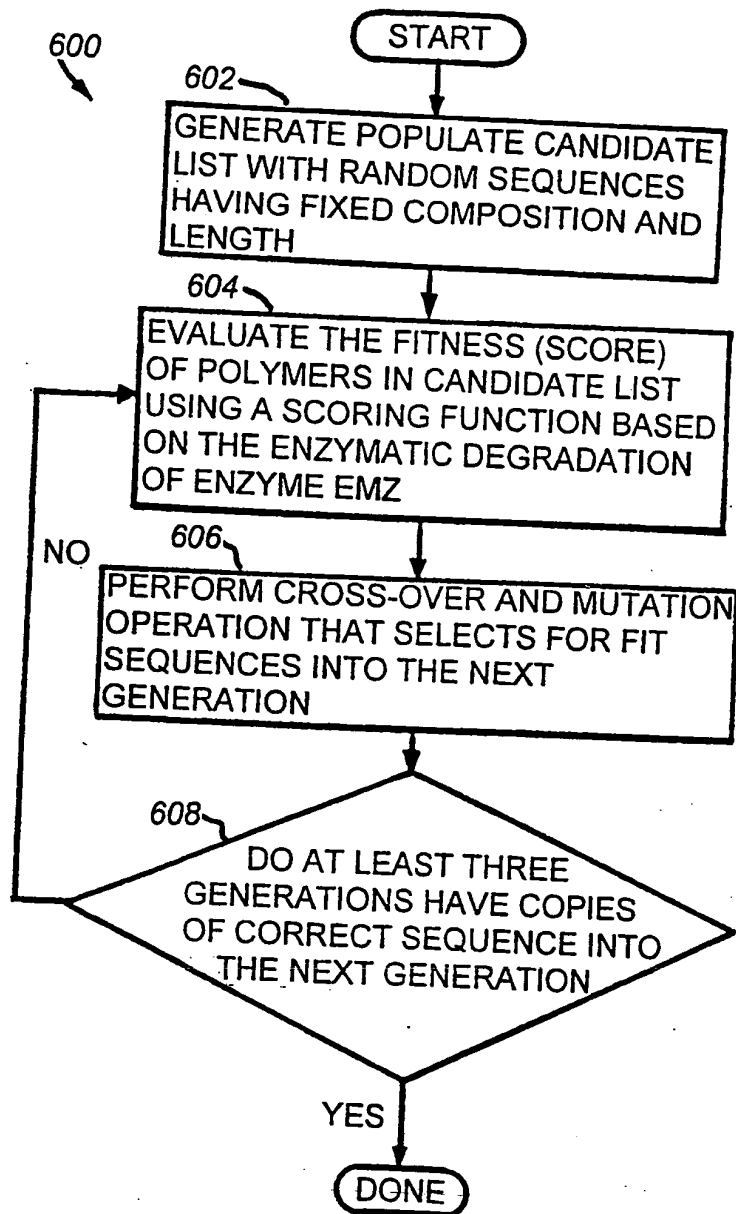 600
START
602
GENERATE POPULATE CANDIDATE
LIST WITH RANDOM SEQUENCES
HAVING FIXED COMPOSITION AND
LENGTH
604
EVALUATE THE FITNESS (SCORE)
OF POLYMERS IN CANDIDATE LIST
USING A SCORING FUNCTION BASED
ON THE ENZYMATIC DEGRADATION
OF ENZYME EMZ
NO
606
PERFORM CROSS-OVER AND MUTATION
OPERATION THAT SELECTS FOR FIT
SEQUENCES INTO THE NEXT
GENERATION
608
DO AT LEAST THREE
GENERATIONS HAVE COPIES
OF CORRECT SEQUENCE INTO
THE NEXT GENERATION
YES
DONE